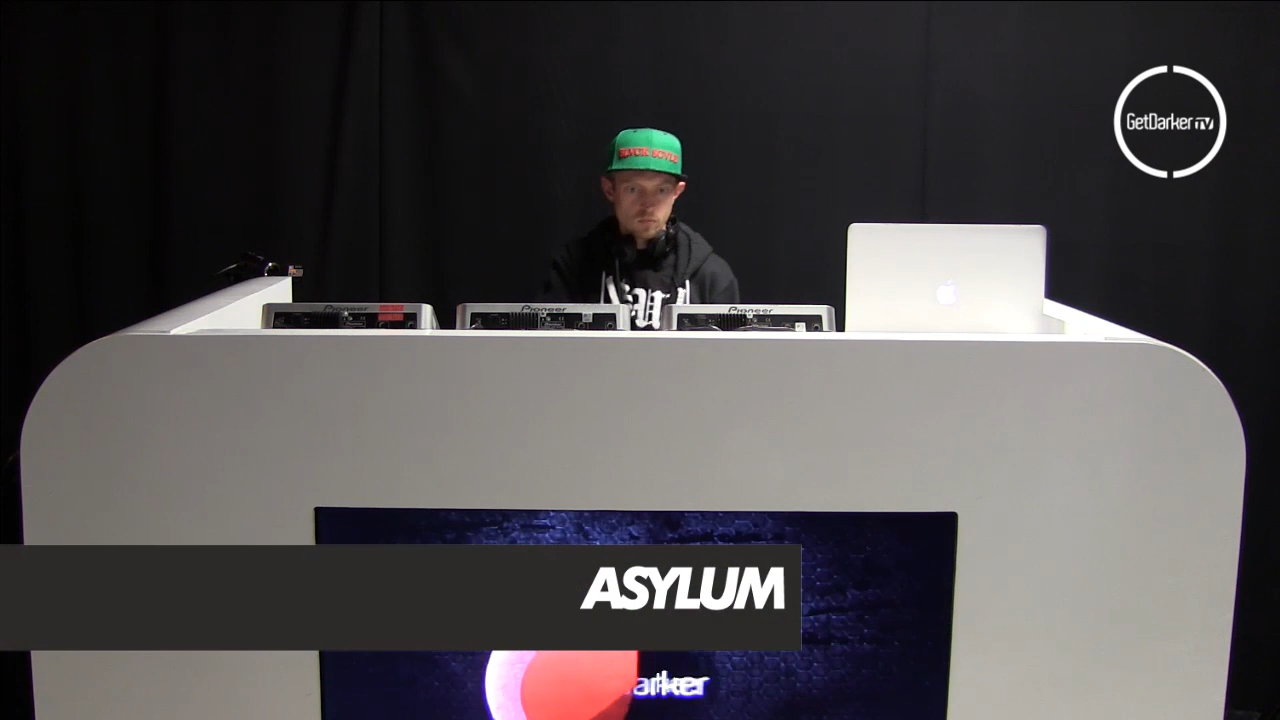 GetDarker TV
Pioneer
Pioneer
Pioneer
ASYLUM
arker